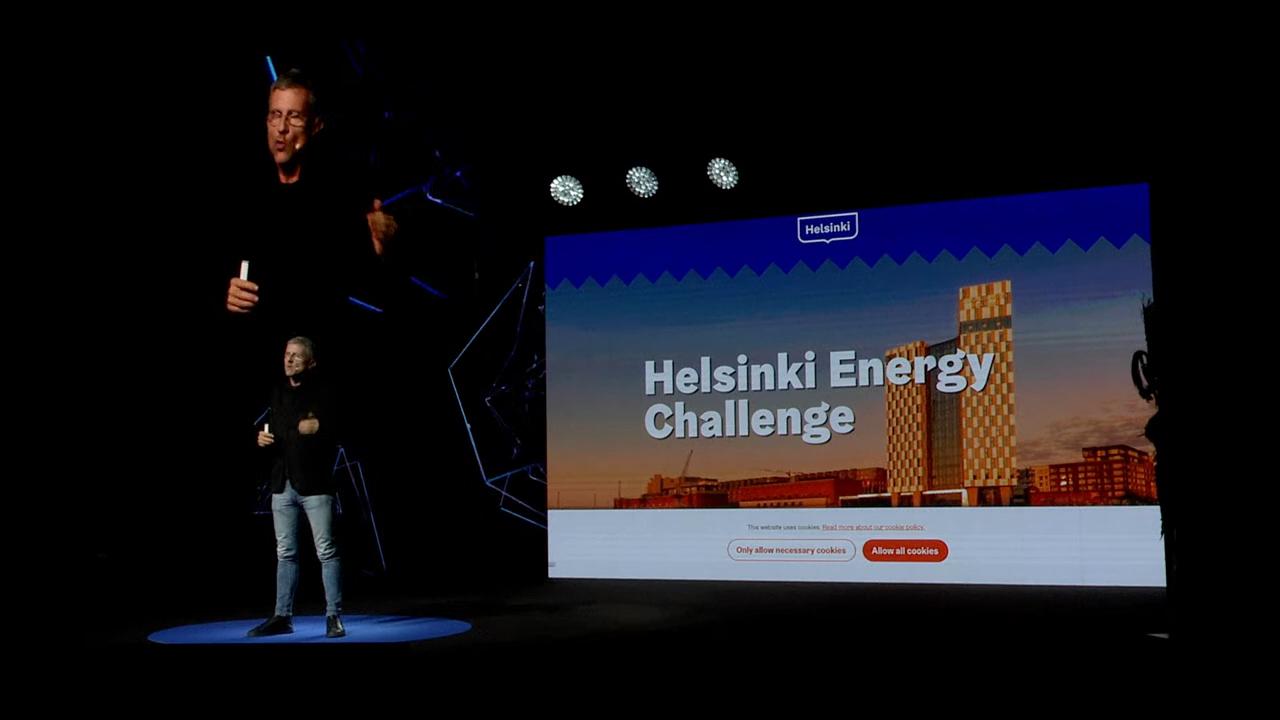 Helsinki
Helsinki Energy
Challenge
This website uses cookies. Read more about our cookie policy.
Only allow necessary cookies
Allow all cookies